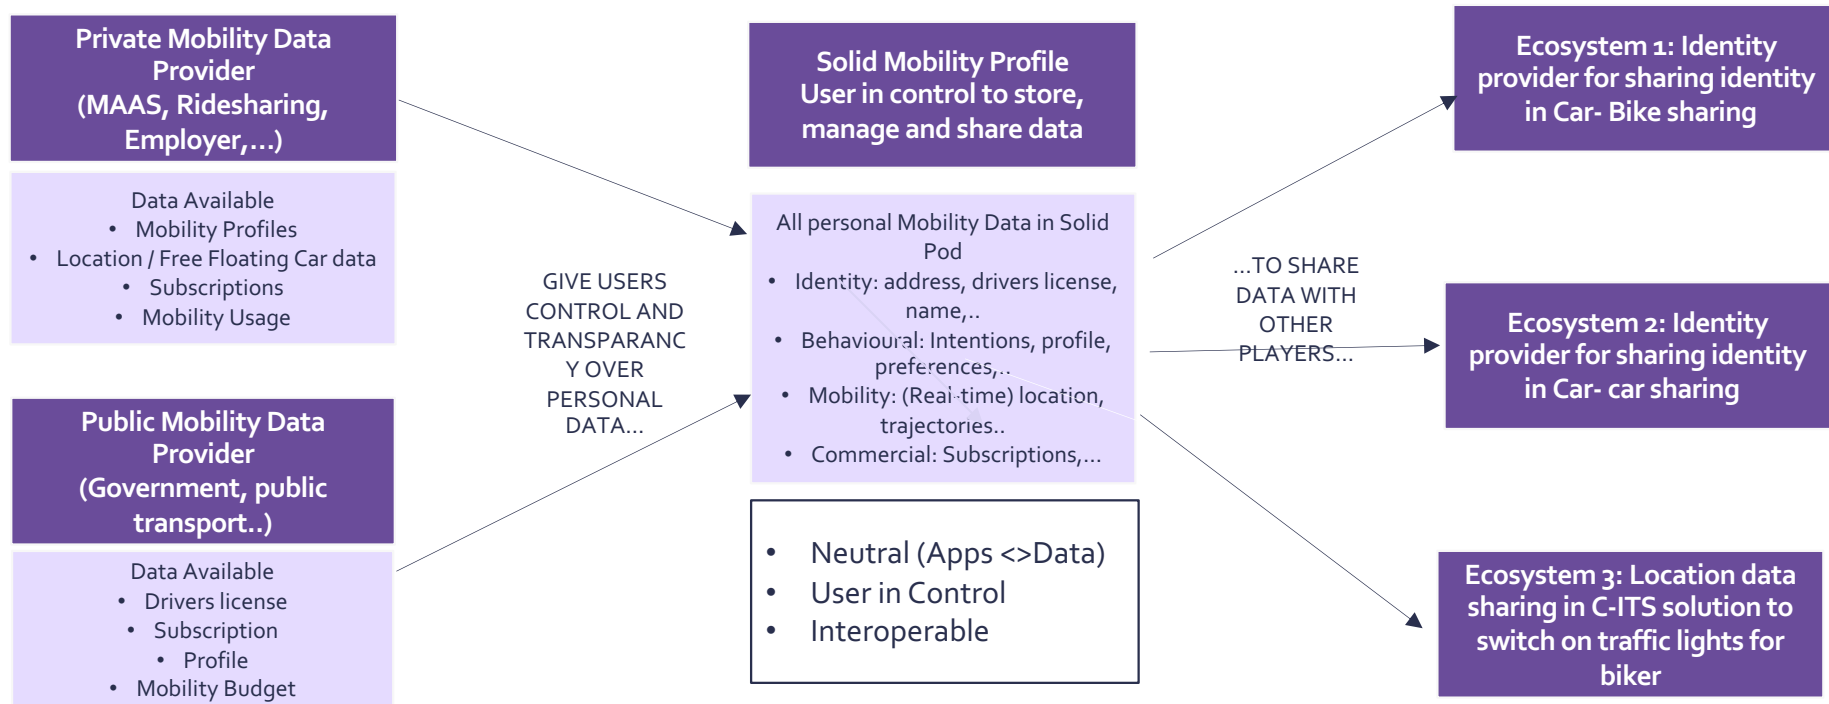 Private Mobility Data
Provider
(MAAS, Ridesharing,
Employer,...)
Data Available
• Mobility Profiles
• Location / Free Floating Car data
• Subscriptions
• Mobility Usage
Public Mobility Data
Provider
(Government, public
transport..)
Data Available
• Drivers license
• Subscription
• Profile
• Mobility Budget
GIVE USERS
CONTROL AND
TRANSPARANC
Y OVER
PERSONAL
DATA...
Solid Mobility Profile
User in control to store,
manage and share data
All personal Mobility Data in Solid
Pod
• Identity: address, drivers license,
name,..
• Behavioural: Intentions, profile,
preferences,..
• Mobility: (Real-time) location,
trajectories..
• Commercial: Subscriptions,...
• Neutral (Apps <>Data)
• User in Control
• Interoperable
...TO SHARE
DATA WITH
OTHER
PLAYERS...
Ecosystem 1: Identity
provider for sharing identity
in Car- Bike sharing
Ecosystem 2: Identity
provider for sharing identity
in Car- car sharing
Ecosystem 3: Location data
sharing in C-ITS solution to
switch on traffic lights for
biker